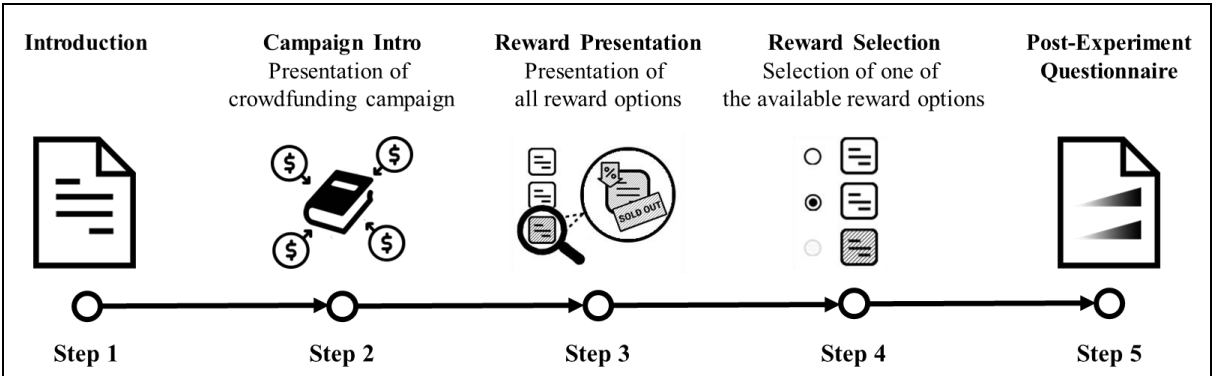 Introduction
Campaign Intro
Presentation of
crowdfunding campaign
Reward Presentation
Presentation of
all reward options
Reward Selection
Selection of one of
the available reward options
Post-Experiment
Questionnaire
$
$
$
$
%
SOLD OUT
Step 1
Step 2
Step 3
Step 4
Step 5